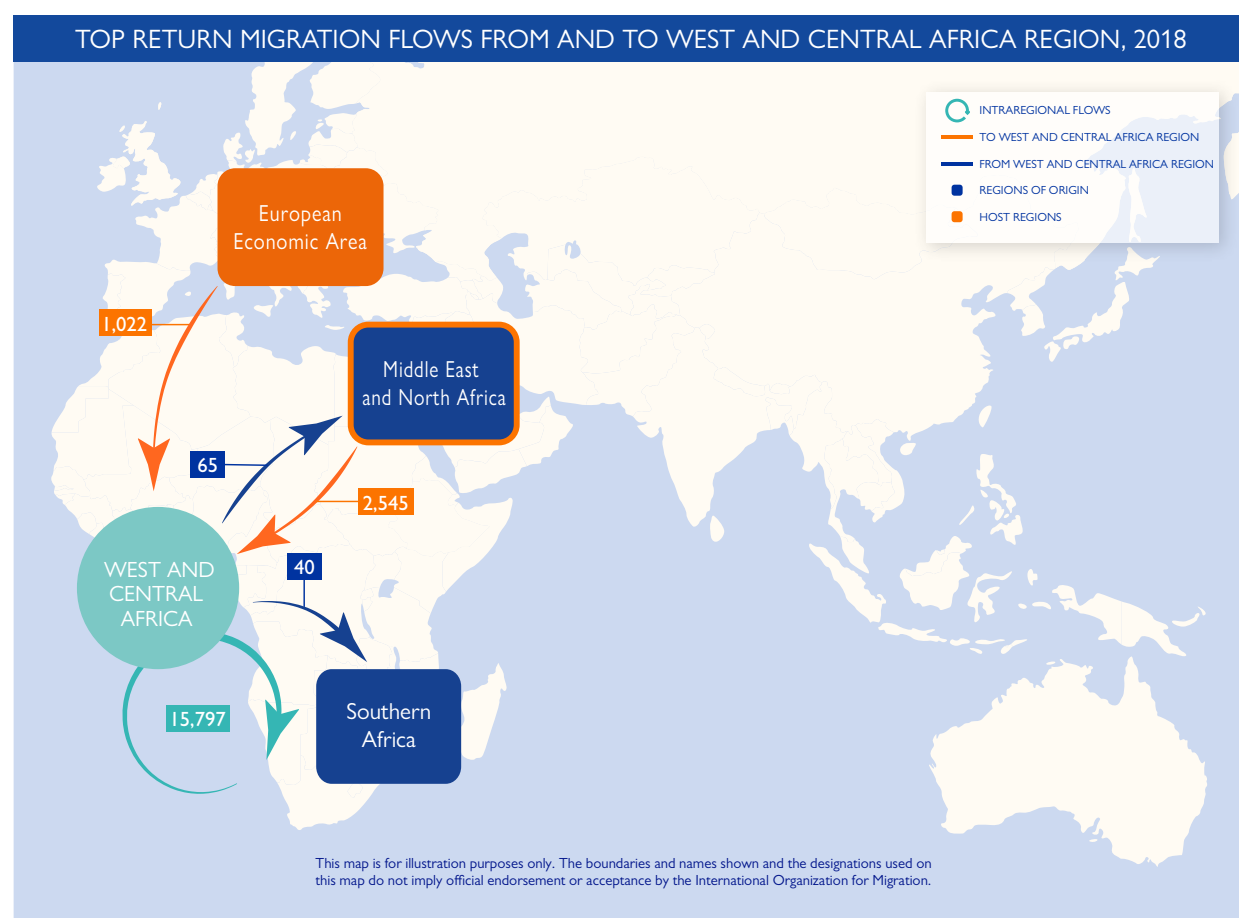 TOP RETURN MIGRATION FLOWS FROM AND TO WEST AND CENTRAL AFRICA REGION, 2018
INTRAREGIONAL FLOWS
TO WEST AND CENTRAL AFRICA REGION
FROM WEST AND CENTRAL AFRICA REGION
REGIONS OF ORIGIN
HOST REGIONS
European
Economic Area
1,022
Middle East
and North Africa
65
2,545
40
WEST AND
CENTRAL
AFRICA
15,797
Southern
Africa
This map is for illustration purposes only. The boundaries and names shown and the designations used on
this map do not imply official endorsement or acceptance by the International Organization for Migration.